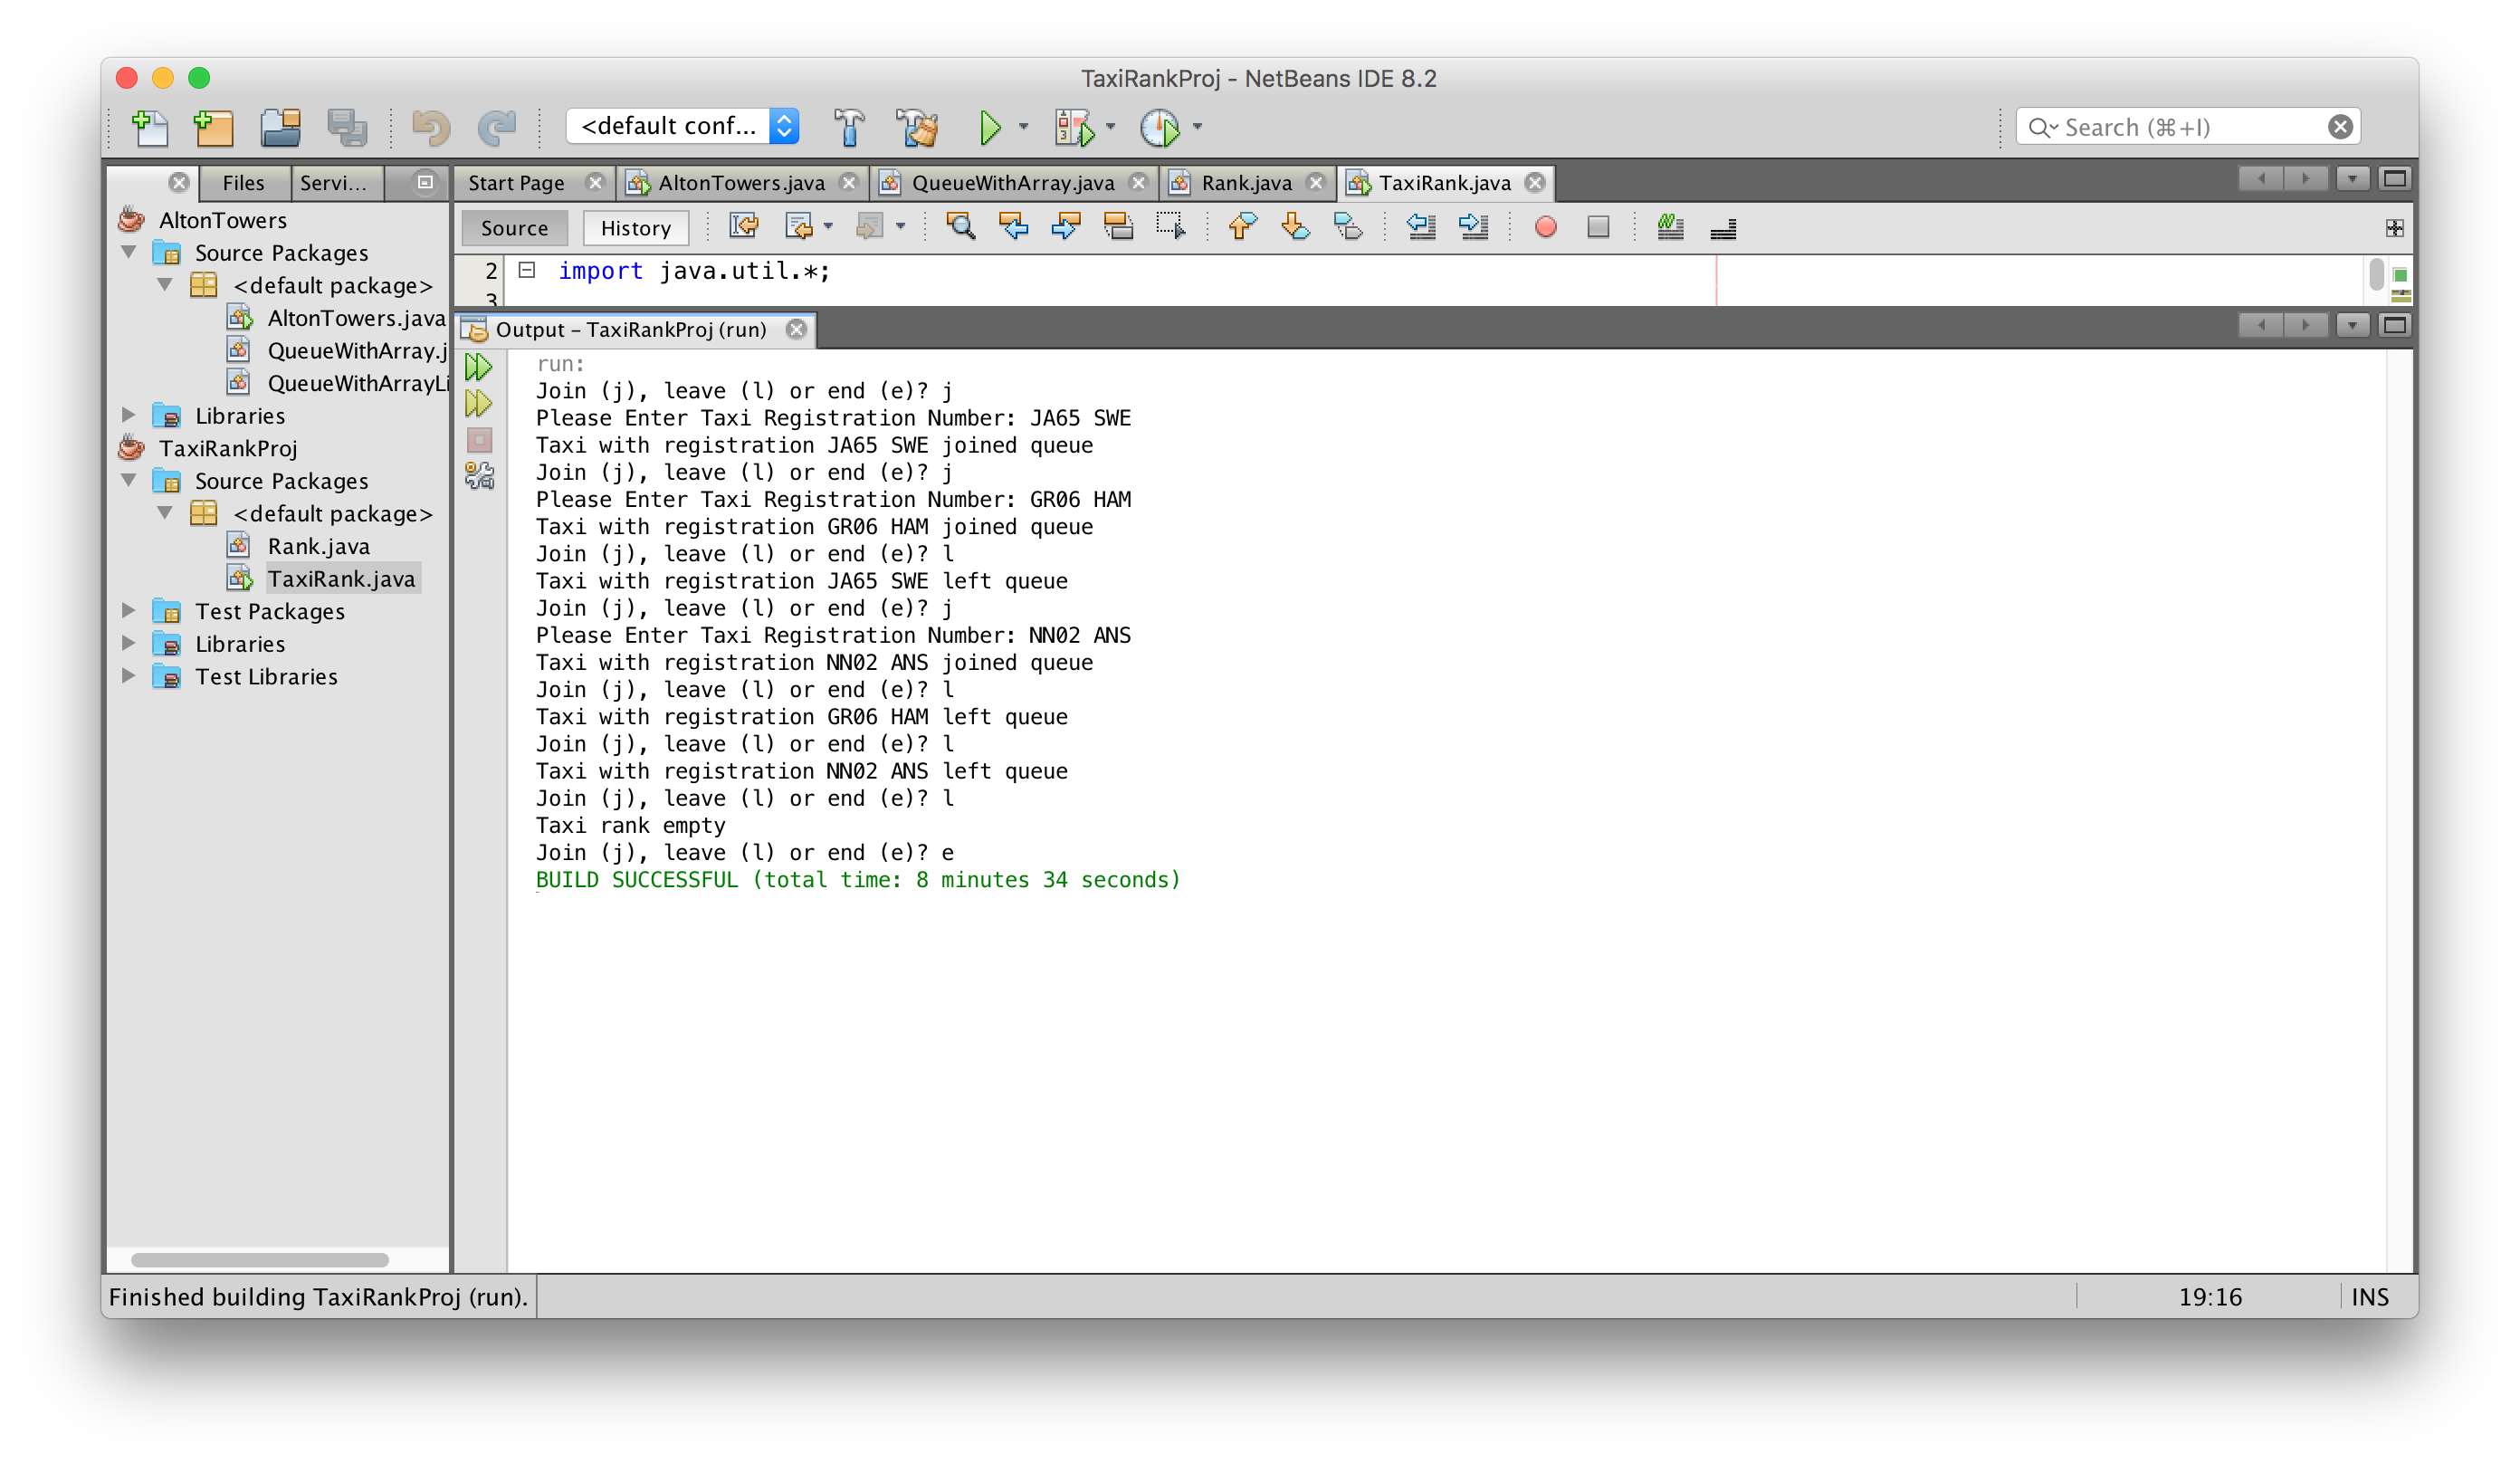 TaxiRankProj - NetBeans IDE 8.2
<default conf...
Search (⌘+I)
Files
Servi...
Start Page
AltonTowers.java
QueueWithArray.java
Rank.java
TaxiRank.java
Source
History
2
import java.util.*;
3
AltonTowers
Source Packages
<default package>
AltonTowers.java
QueueWithArray.j
QueueWithArrayLi
Libraries
TaxiRankProj
Source Packages
<default package>
Rank.java
TaxiRank.java
Test Packages
Libraries
Test Libraries
Output – TaxiRankProj (run)
run:
Join (j), leave (l) or end (e)? j
Please Enter Taxi Registration Number: JA65 SWE
Taxi with registration JA65 SWE joined queue
Join (j), leave (l) or end (e)? j
Please Enter Taxi Registration Number: GR06 HAM
Taxi with registration GR06 HAM joined queue
Join (j), leave (l) or end (e)? l
Taxi with registration JA65 SWE left queue
Join (j), leave (l) or end (e)? j
Please Enter Taxi Registration Number: NN02 ANS
Taxi with registration NN02 ANS joined queue
Join (j), leave (l) or end (e)? l
Taxi with registration GR06 HAM left queue
Join (j), leave (l) or end (e)? l
Taxi with registration NN02 ANS left queue
Join (j), leave (l) or end (e)? l
Taxi rank empty
Join (j), leave (l) or end (e)? e
BUILD SUCCESSFUL (total time: 8 minutes 34 seconds)
Finished building TaxiRankProj (run).
19:16
INS